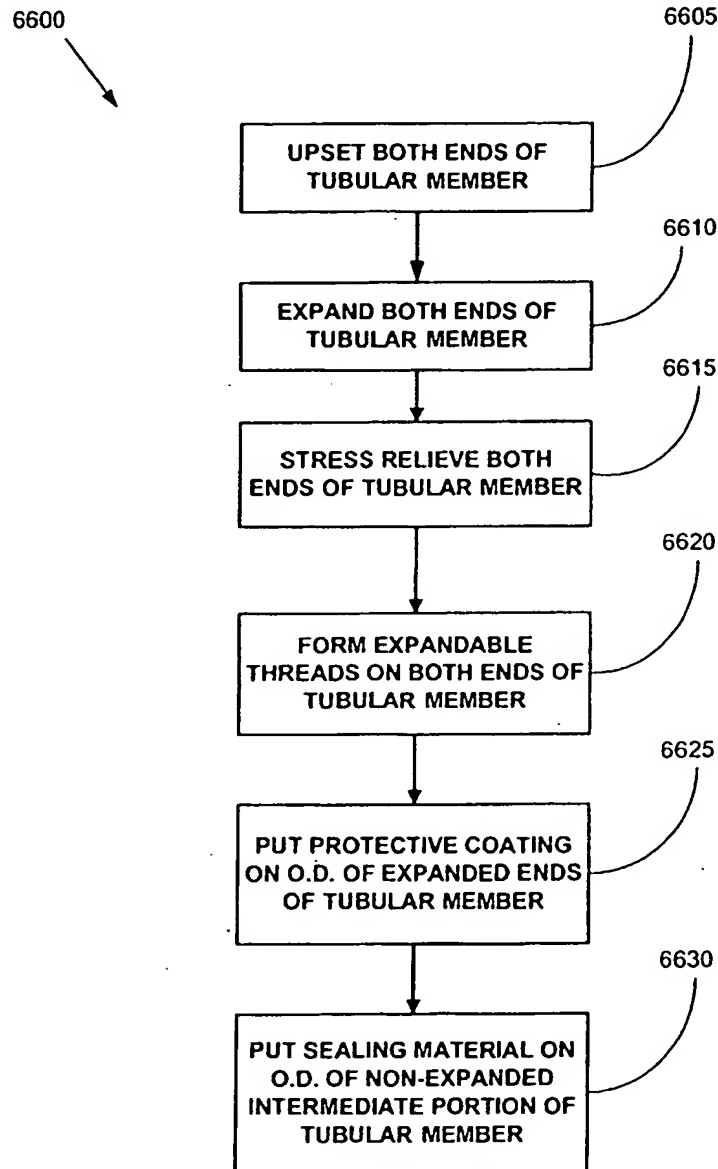 6600
6605
UPSET BOTH ENDS OF
TUBULAR MEMBER
6610
EXPAND BOTH ENDS OF
TUBULAR MEMBER
6615
STRESS RELIEVE BOTH
ENDS OF TUBULAR MEMBER
6620
FORM EXPANDABLE
THREADS ON BOTH ENDS OF
TUBULAR MEMBER
6625
PUT PROTECTIVE COATING
ON O.D. OF EXPANDED ENDS
OF TUBULAR MEMBER
6630
PUT SEALING MATERIAL ON
O.D. OF NON-EXPANDED
INTERMEDIATE PORTION OF
TUBULAR MEMBER